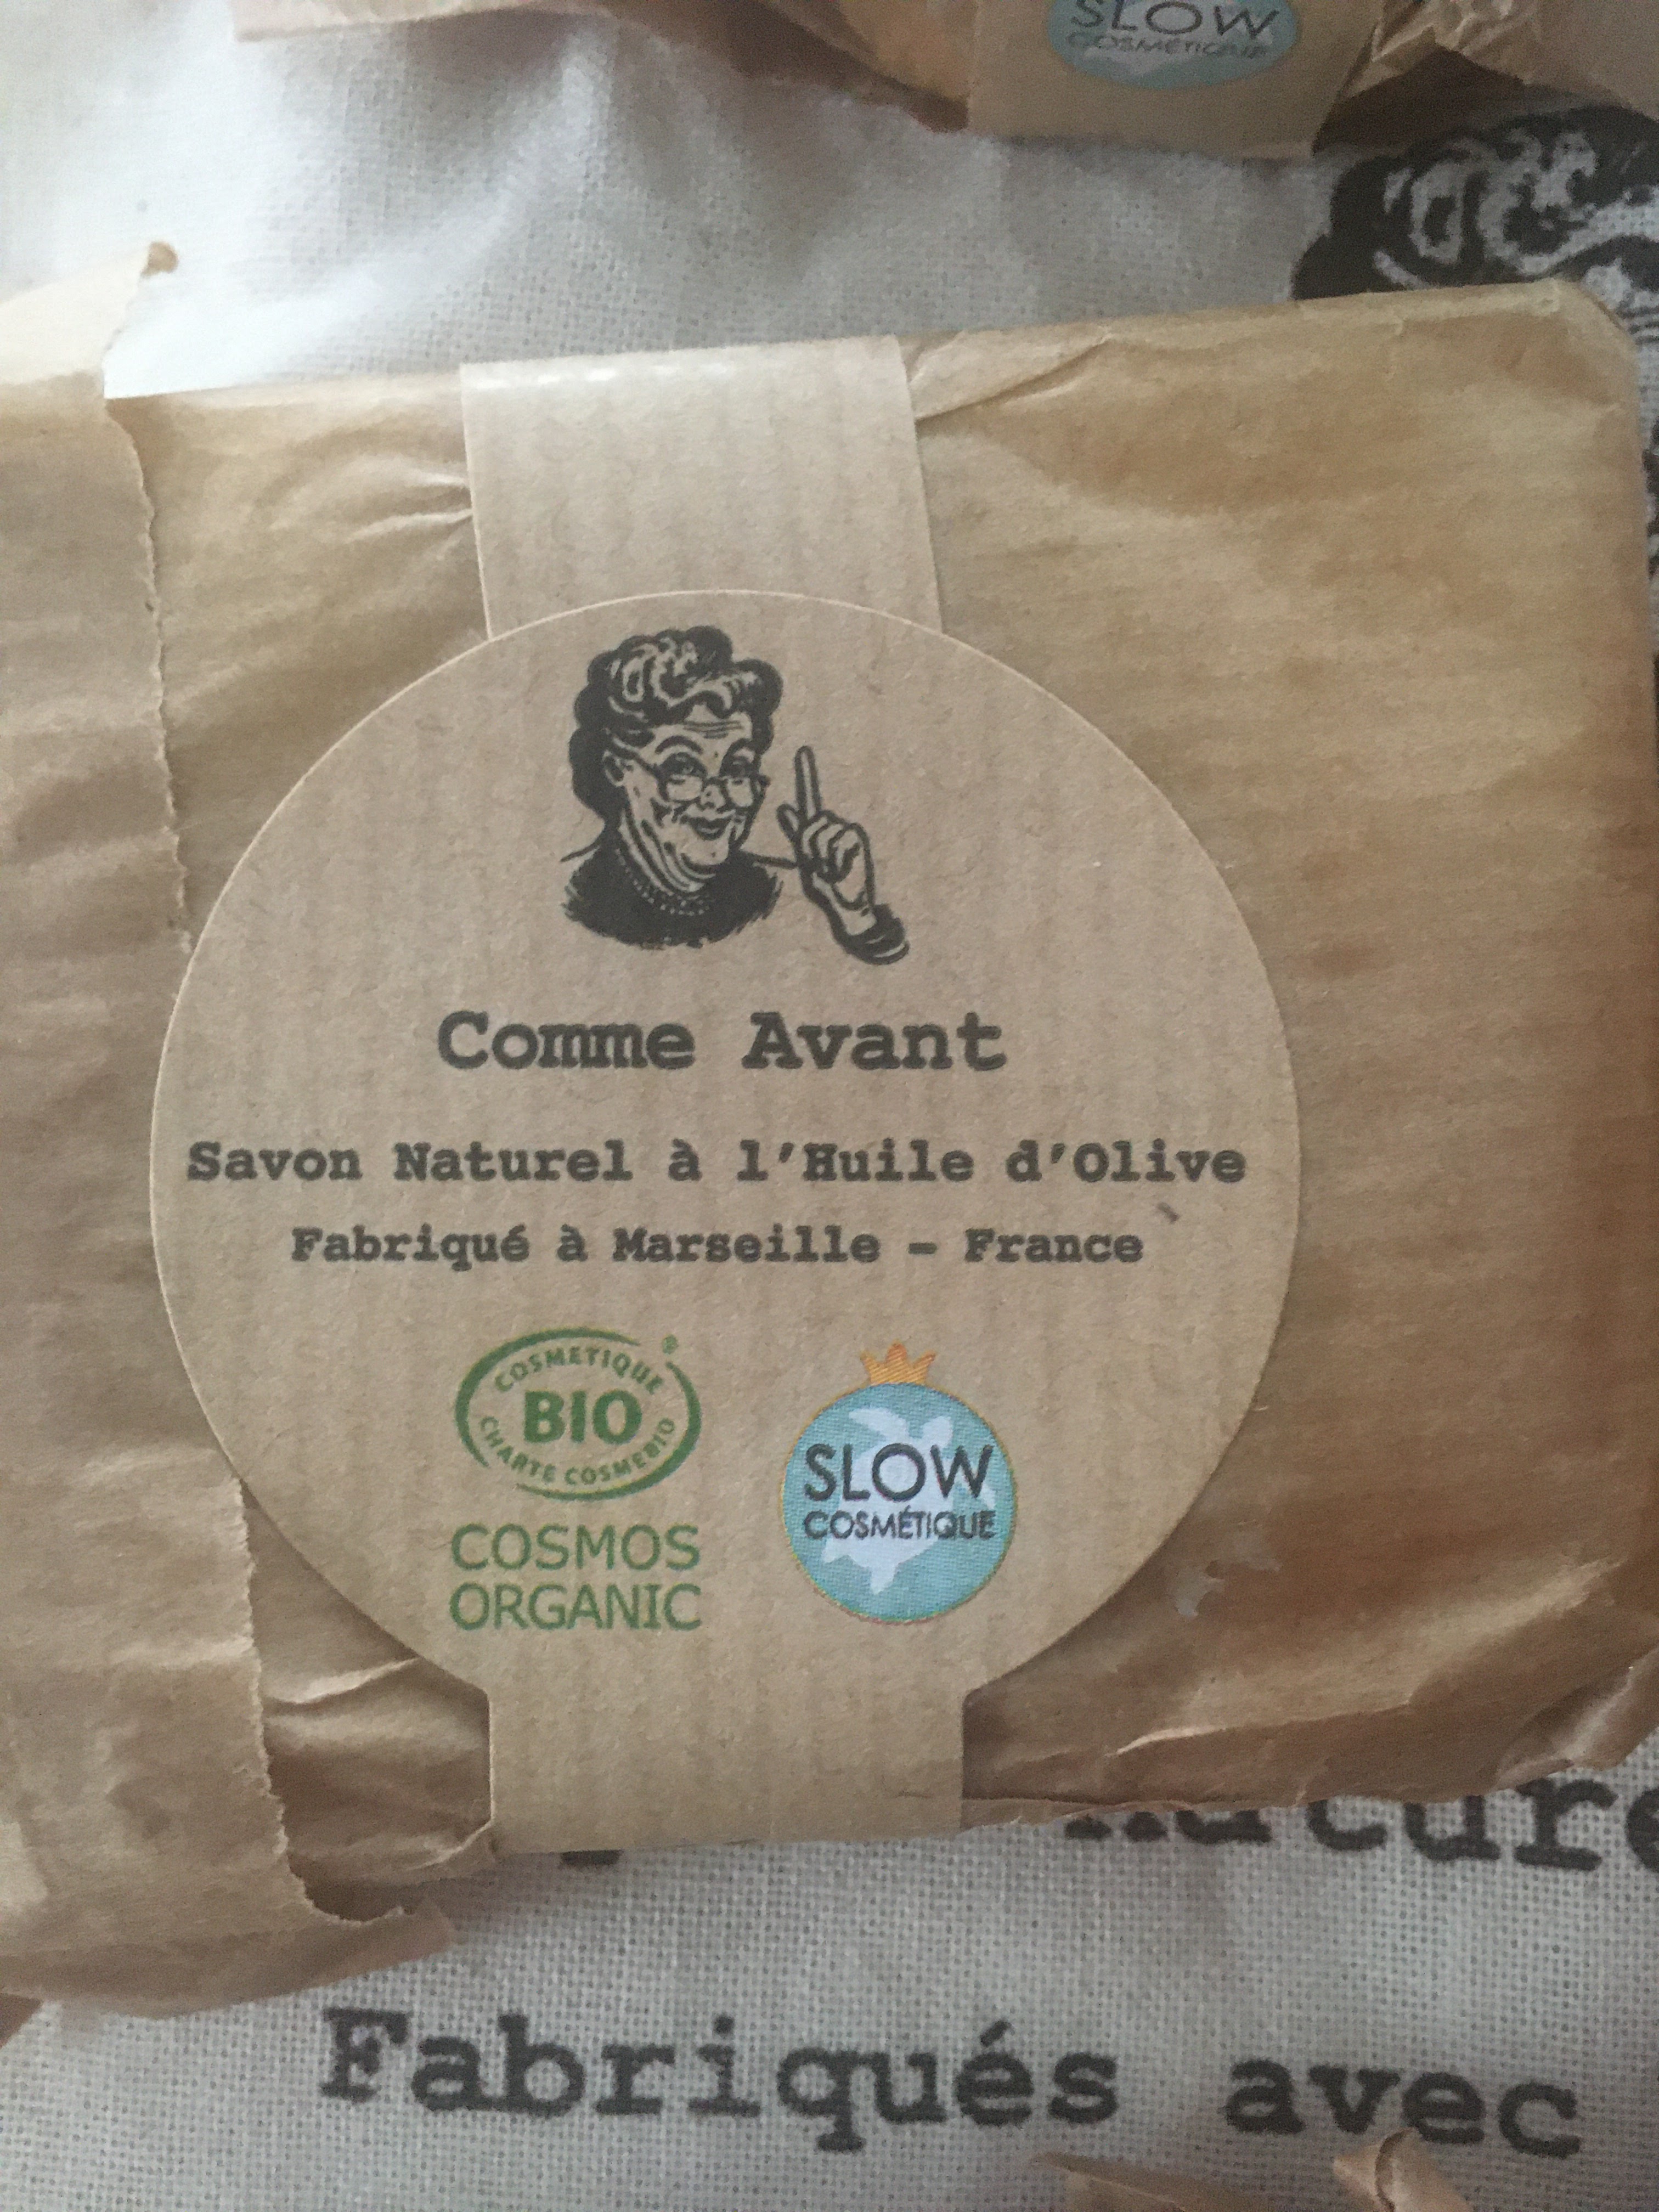 SLOW
COSMÉTIQUE
Comme Avant
Savon Naturel à l'Huile d'Olive
Fabriqué à Marseille - France
COSMETIQUE
®
BIO
CHARTE COSMEBIO
COSMOS
ORGANIC
SLOW
COSMÉTIQUE
Fabriqués avec